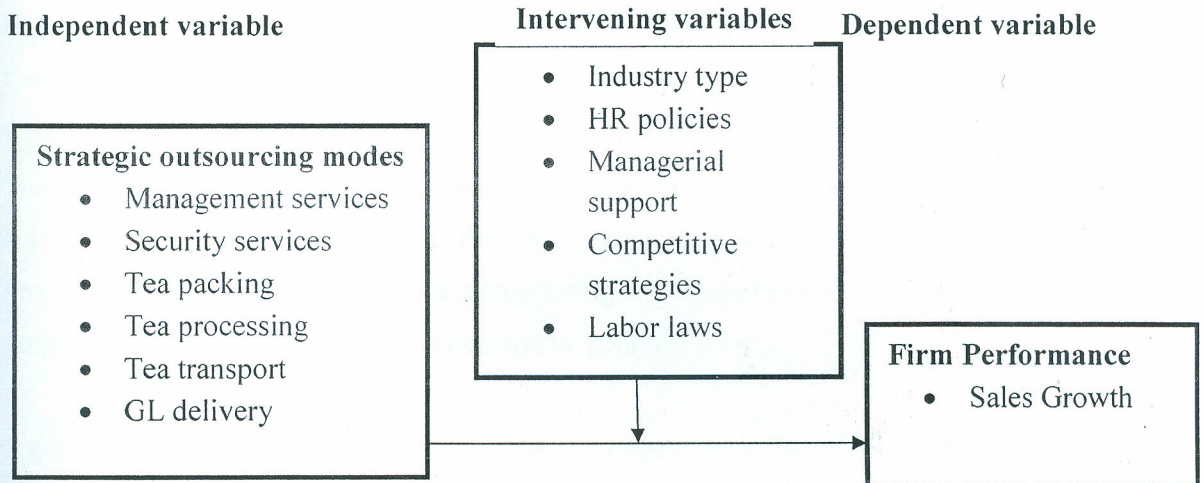 Independent variable
Intervening variables
Dependent variable
Strategic outsourcing modes
• Management services
• Security services
• Tea packing
• Tea processing
• Tea transport
• GL delivery
• Industry type
• HR policies
• Managerial
support
• Competitive
strategies
• Labor laws
Firm Performance
• Sales Growth